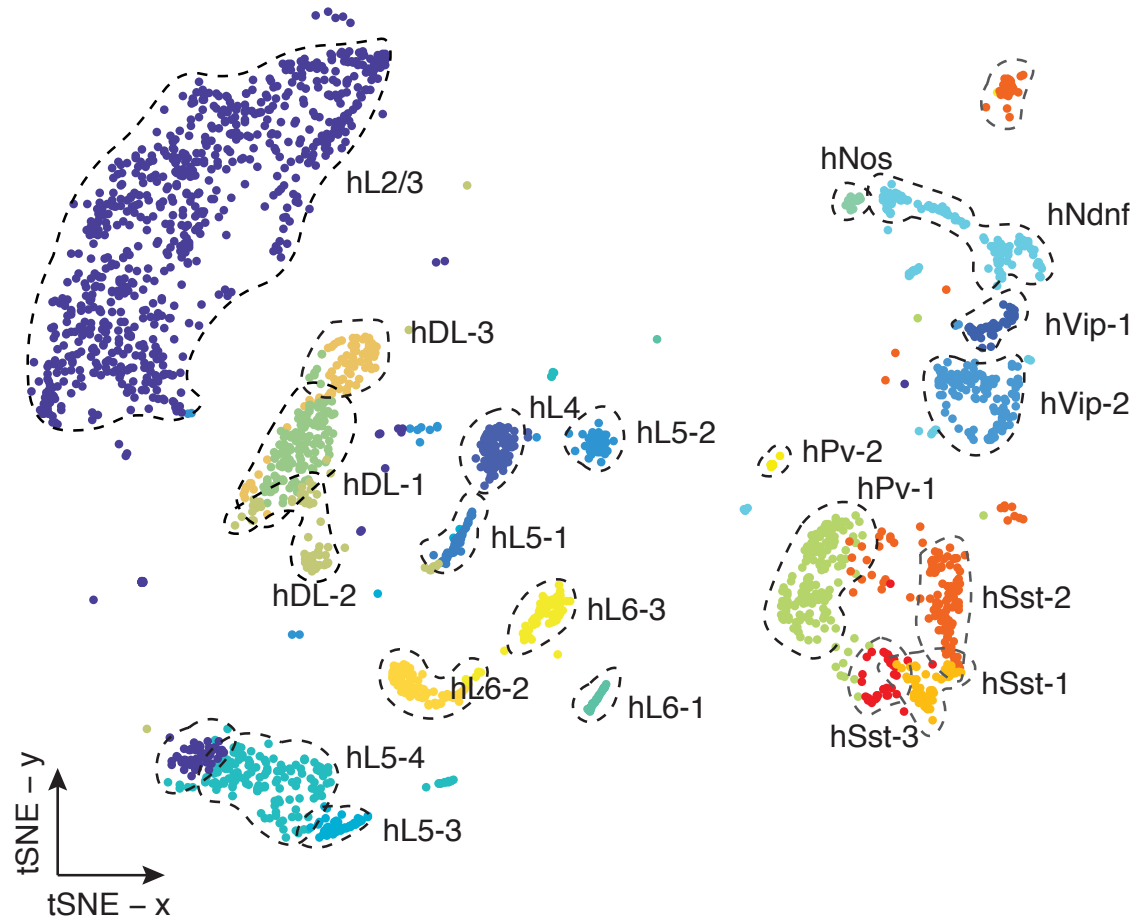 hNos
hL2/3
hNdnf
hVip-1
hDL-3
hL4
hVip-2
hL5-2
hPv-2
hDL-1
hPv-1
hL5-1
hDL-2
hSst-2
hL6-3
hL6-2
hSst-1
hL6-1
hSst-3
hL5-4
hL5-3
tSNE – y
tSNE – x